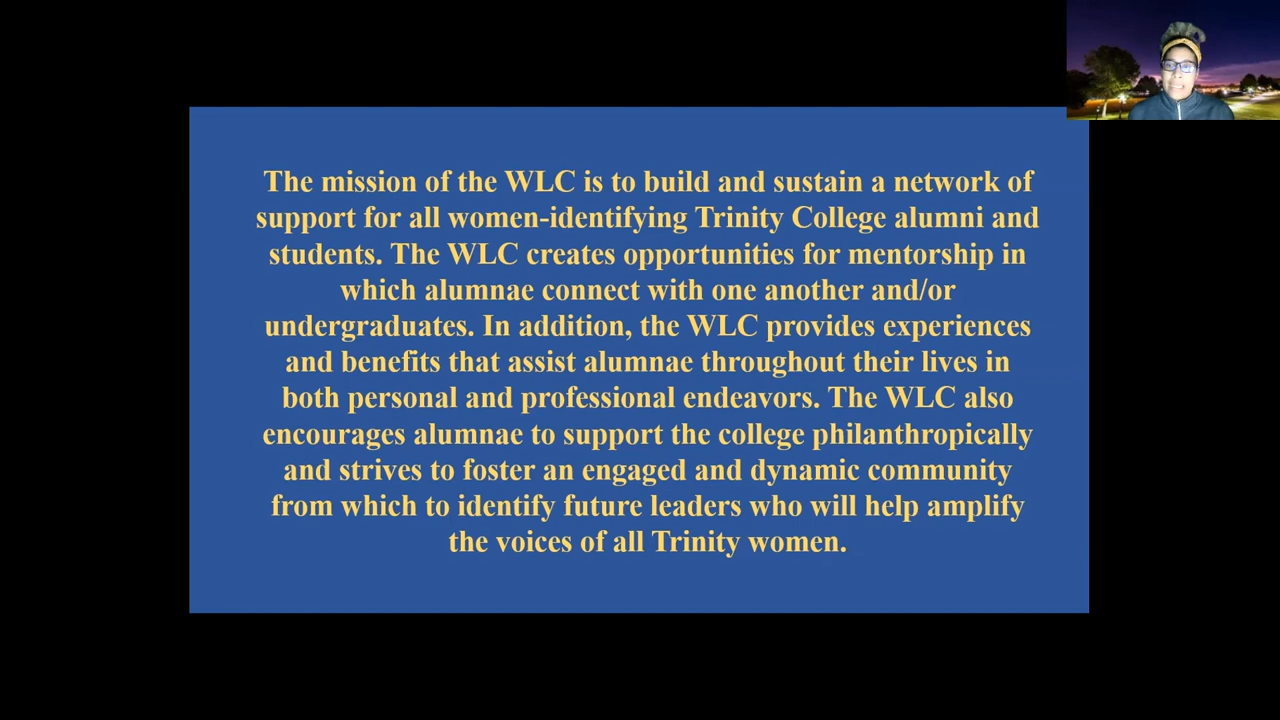 The mission of the WLC is to build and sustain a network of
support for all women-identifying Trinity College alumni and
students. The WLC creates opportunities for mentorship in
which alumnae connect with one another and/or
undergraduates. In addition, the WLC provides experiences
and benefits that assist alumnae throughout their lives in
both personal and professional endeavors. The WLC also
encourages alumnae to support the college philanthropically
and strives to foster an engaged and dynamic community
from which to identify future leaders who will help amplify
the voices of all Trinity women.